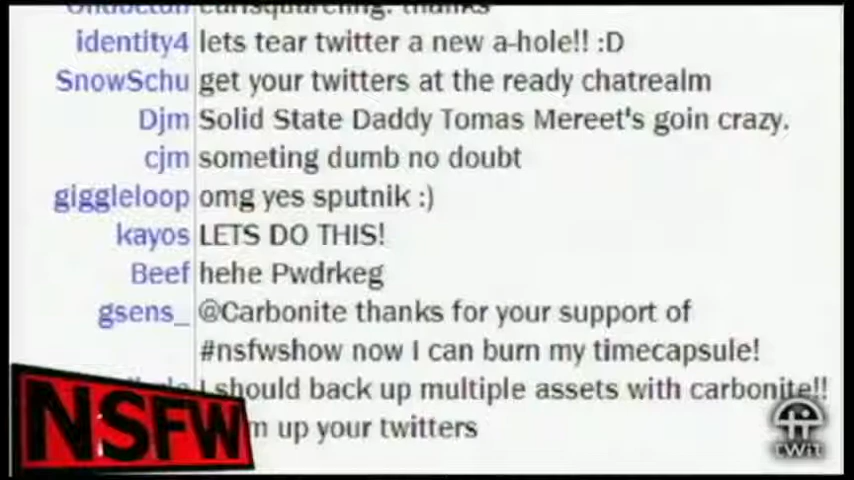 curlsquareling. thanks
identity4 lets tear twitter a new a-hole!! :D
SnowSchu get your twitters at the ready chatrealm
Djm Solid State Daddy Tomas Mereet's goin crazy.
cjm someting dumb no doubt
giggleloop omg yes sputnik :)
kayos LETS DO THIS!
Beef hehe Pwdrkeg
gsens_ @Carbonite thanks for your support of
#nsfwshow now I can burn my timecapsule!
I should back up multiple assets with carbonite!!
up your twitters
NSFW
TWiT